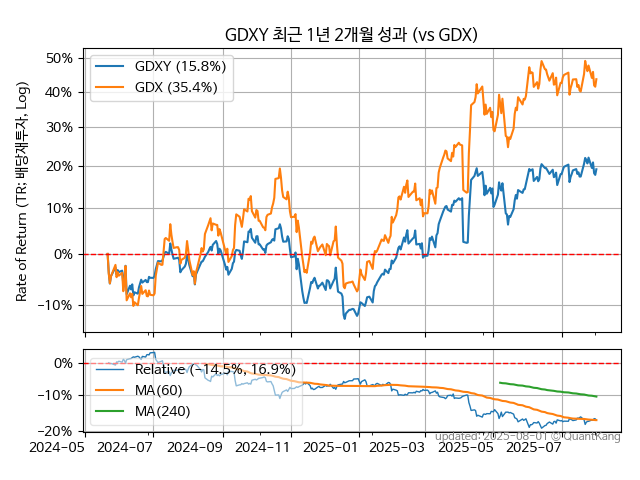 GDXY 최근 1년 2개월 성과 (vs GDX)
Rate of Return (TR: 배당재투자, Log)
50%
40%
30%
20%
10%
0%
−10%
GDXY (15.8%)
GDX (35.4%)
0%
−10%
−20%
Relative (−14.5%, 16.9%)
MA(60)
MA(240)
updated: 2025-08-01 © QuantKang
2024−05 2024−07 2024−09 2024−11 2025−01 2025−03 2025−05 2025−07